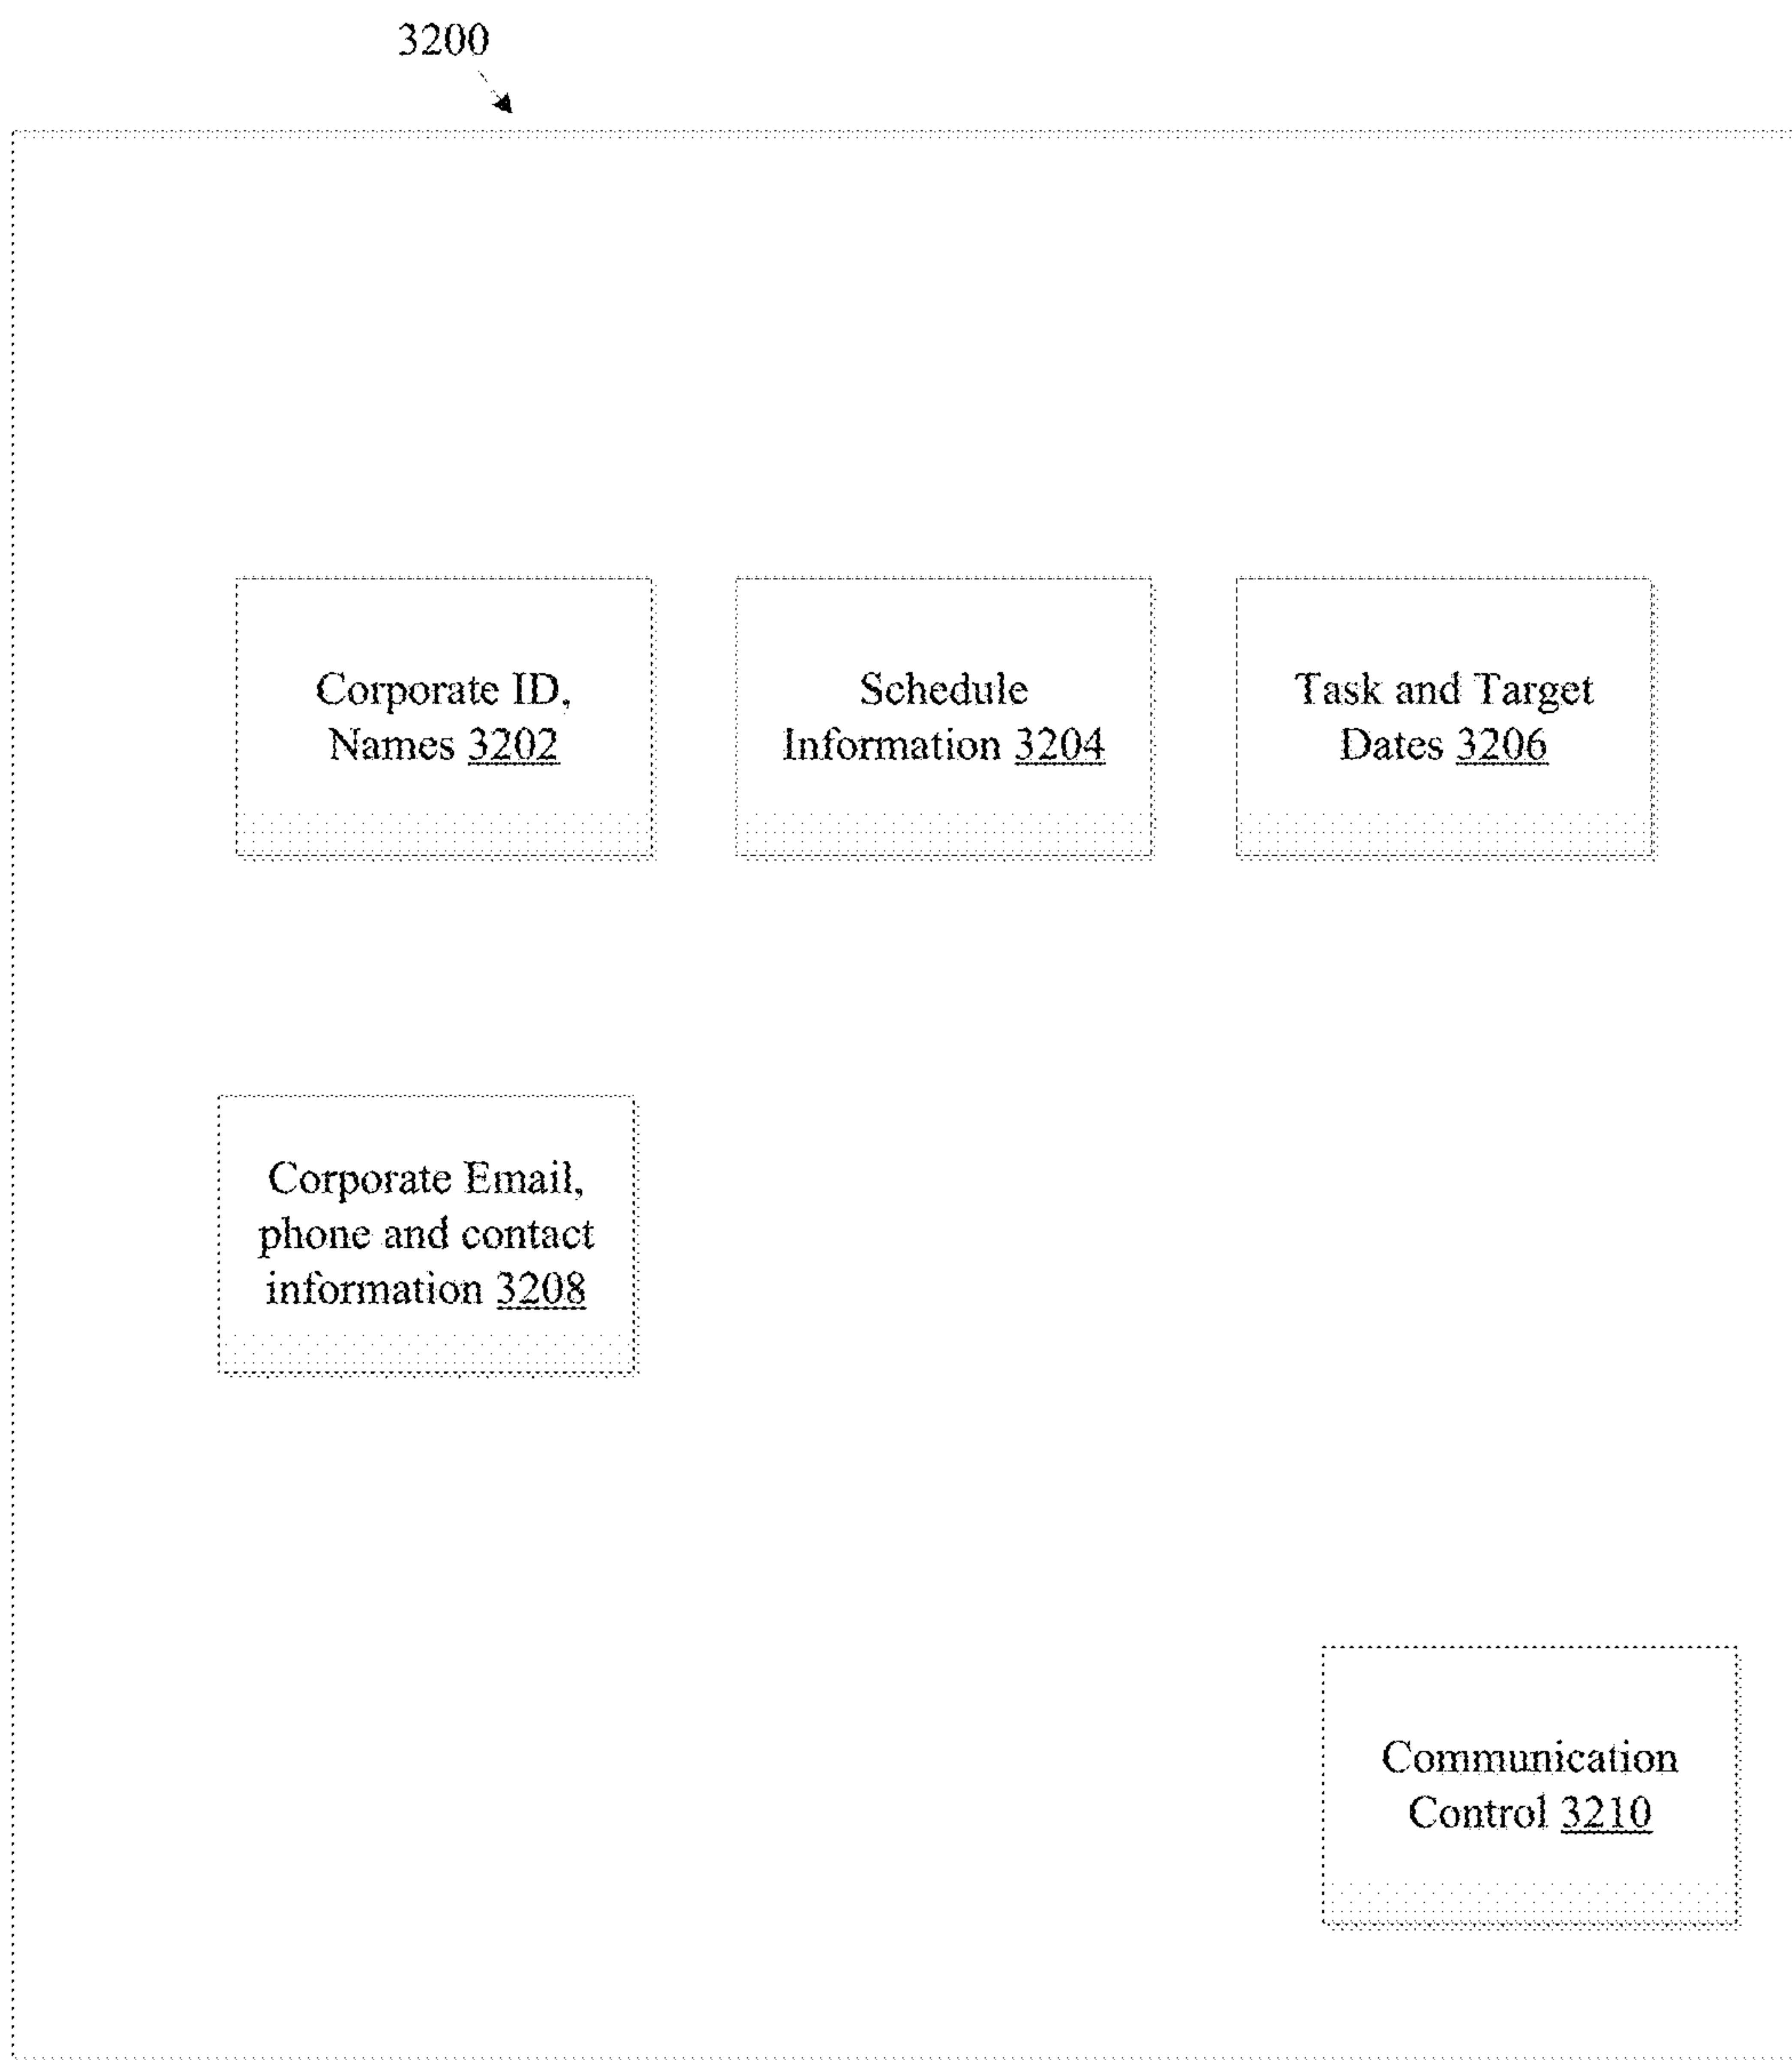 3200
Corporate ID,
Names 3202
Schedule
Information 3204
Task and Target
Dates 3206
Corporate Email,
phone and contact
information 3208
Communication
Control 3210